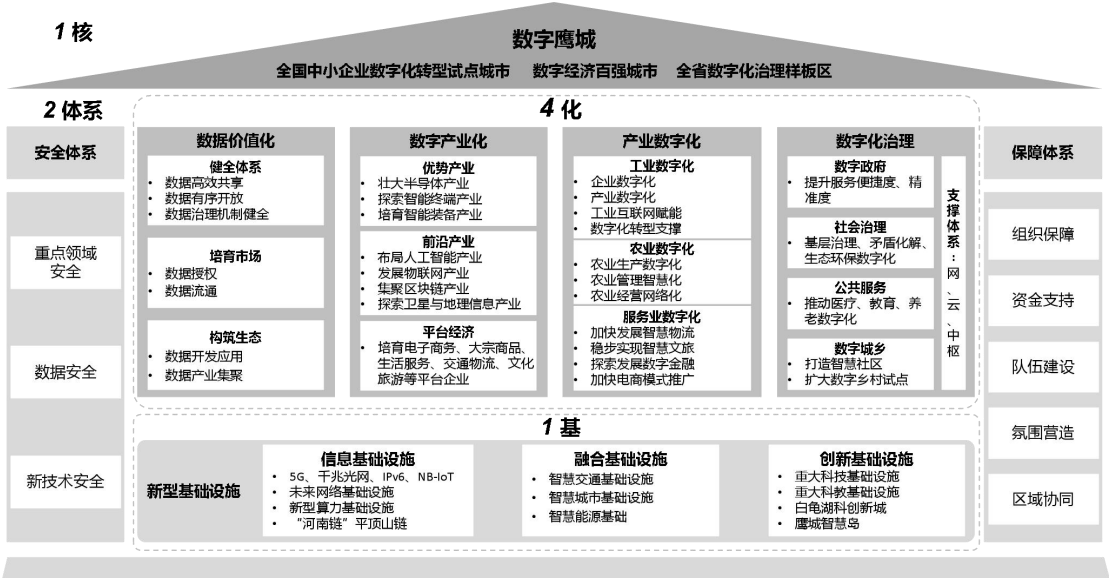 1核
数字鹰城
全国中小企业数字化转型试点城市 数字经济百强城市 全省数字化治理样板区
2体系
4化
安全体系
重点领域
安全
数据安全
新技术安全
数据价值化
健全体系
• 数据高效共享
• 数据有序开放
• 数据治理机制健全
培育市场
• 数据授权
• 数据流通
构筑生态
• 数据开发应用
• 数据产业集聚
数字产业化
优势产业
• 壮大半导体产业
• 探索智能终端产业
• 培育智能装备产业
前沿产业
• 布局人工智能产业
• 发展物联网产业
• 集聚区块链产业
• 探索卫星与地理信息产业
平台经济
• 培育电子商务、大宗商品、
生活服务、交通物流、文化
旅游等平台企业
产业数字化
工业数字化
• 企业数字化
• 产业数字化
• 工业互联网赋能
• 数字化转型支撑
农业数字化
• 农业生产数字化
• 农业管理智慧化
• 农业经营网络化
服务业数字化
• 加快发展智慧物流
• 稳步实现智慧文旅
• 探索发展数字金融
• 加快电商模式推广
数字化治理
数字政府
• 提升服务便捷度、精
准度
社会治理
• 基层治理、矛盾化解、
生态环保数字化
公共服务
• 推动医疗、教育、养
老数字化
数字城乡
• 打造智慧社区
• 扩大数字乡村试点
支撑体系：网、云、中枢
保障体系
组织保障
资金支持
队伍建设
氛围营造
区域协同
1基
新型基础设施
信息基础设施
• 5G、千兆光网、IPv6、NB-IoT
• 未来网络基础设施
• 新型算力基础设施
• “河南链”平顶山链
融合基础设施
• 智慧交通基础设施
• 智慧城市基础设施
• 智慧能源基础
创新基础设施
• 重大科技基础设施
• 重大科教基础设施
• 白龟湖科创新城
• 鹰城智慧岛